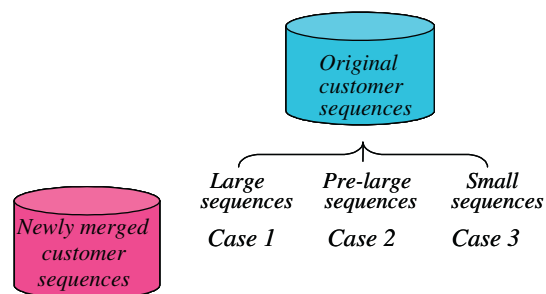 Original
customer
sequences
Large
sequences
Pre-large
sequences
Small
sequences
Case 1
Case 2
Case 3
Newly merged
customer
sequences